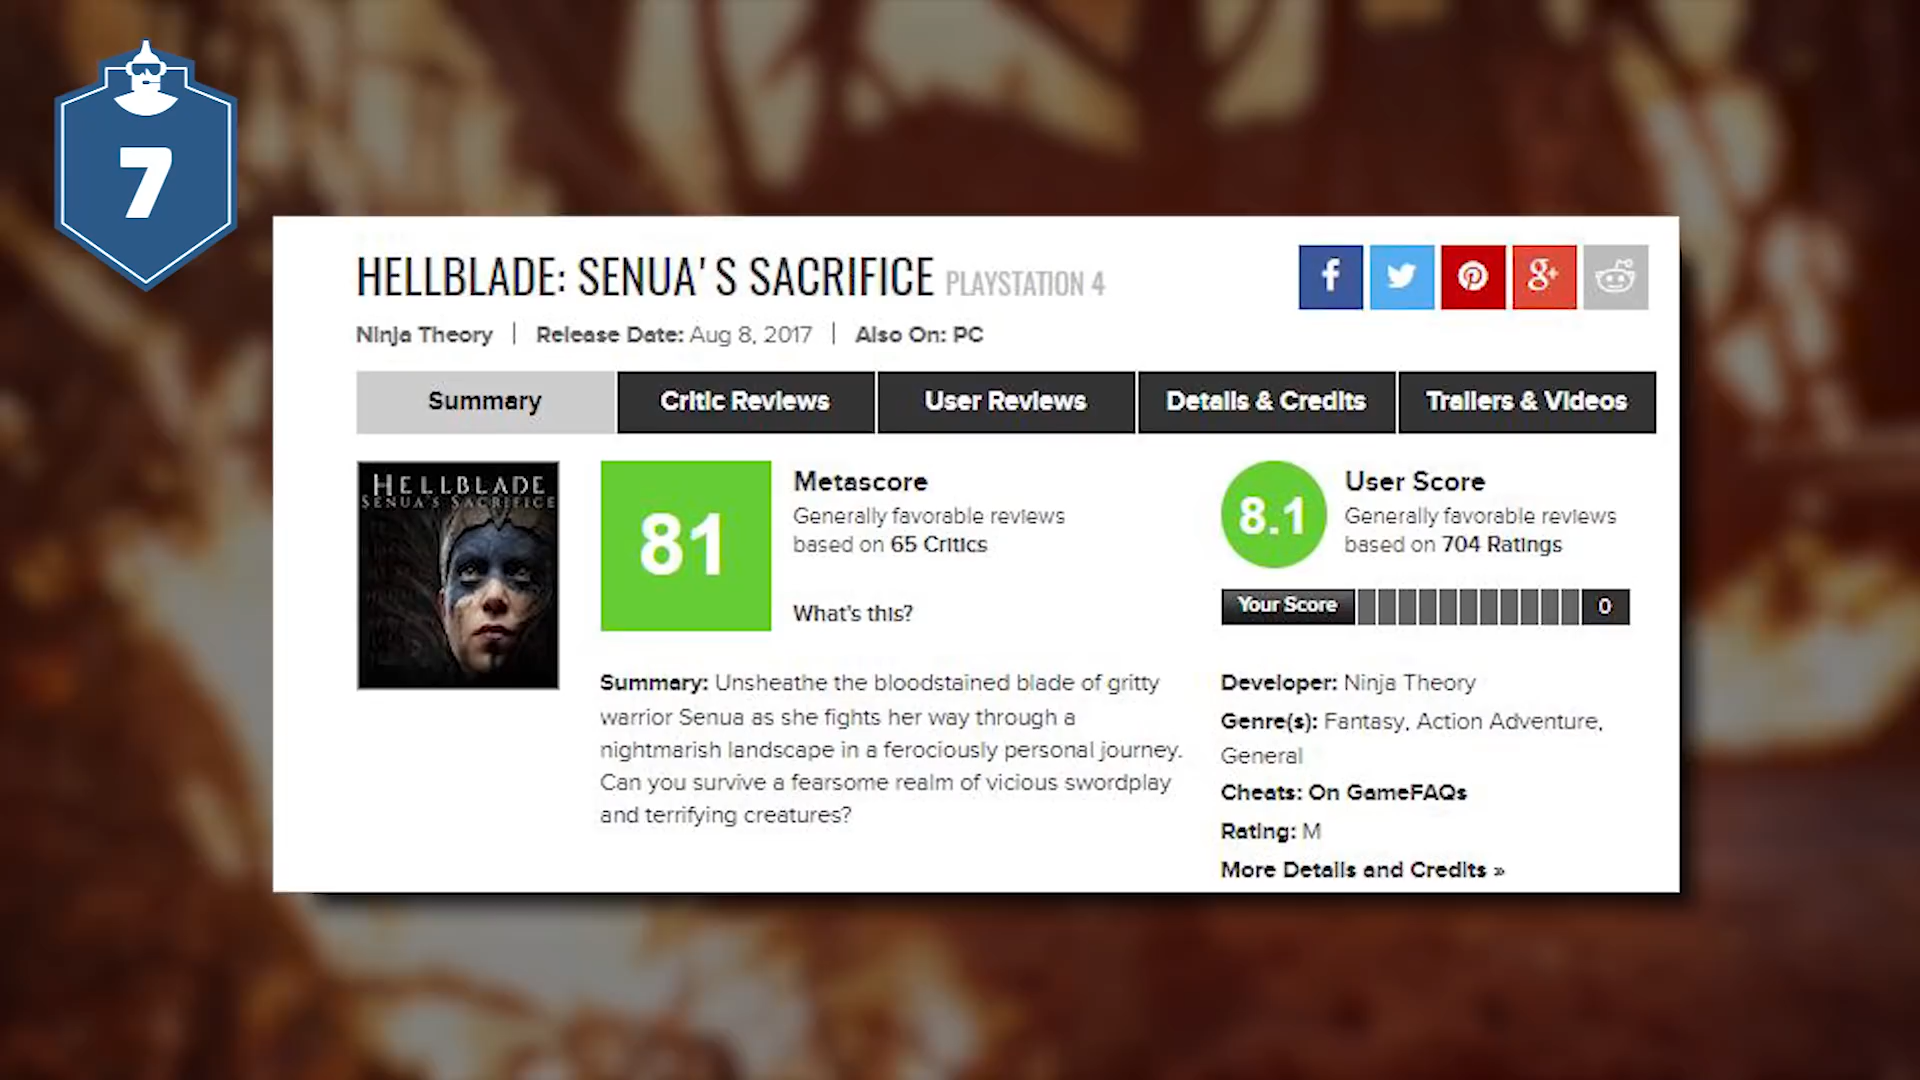 7
HELLBLADE: SENUA'S SACRIFICE PLAYSTATION 4
Ninja Theory | Release Date: Aug 8, 2017 | Also On: PC
Summary Critic Reviews User Reviews Details & Credits Trailers & Videos
HELLBLADE
SENUA'S SACRIFICE
81
Metascore
Generally favorable reviews
based on 65 Critics
What's this?
8.1
User Score
Generally favorable reviews
based on 704 Ratings
Your Score 0
Summary: Unsheathe the bloodstained blade of gritty
warrior Senua as she fights her way through a
nightmarish landscape in a ferociously personal journey.
Can you survive a fearsome realm of vicious swordplay
and terrifying creatures?
Developer: Ninja Theory
Genre(s): Fantasy, Action Adventure,
General
Cheats: On GameFAQs
Rating: M
More Details and Credits »